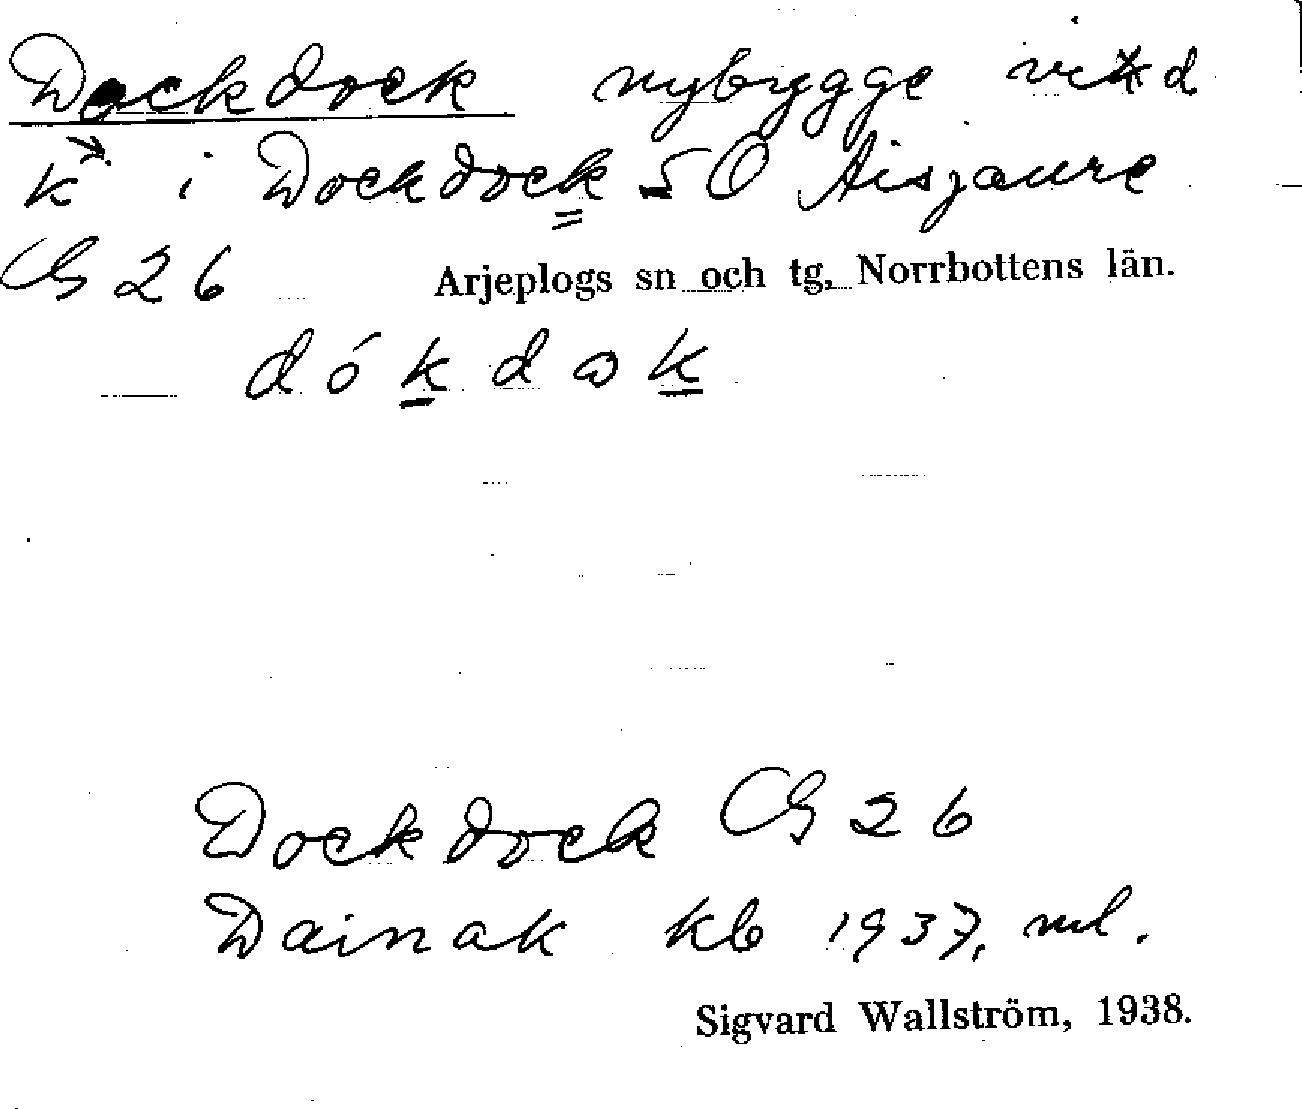 Dockdock nybygge vid
k i Dockdock SO Aisjaure
G 26 Arjeplogs sn och tg, Norrbottens län.
dókdɷk
Dockdock G 26
Dainak kb 1937, ml.
Sigvard Wallström, 1938.